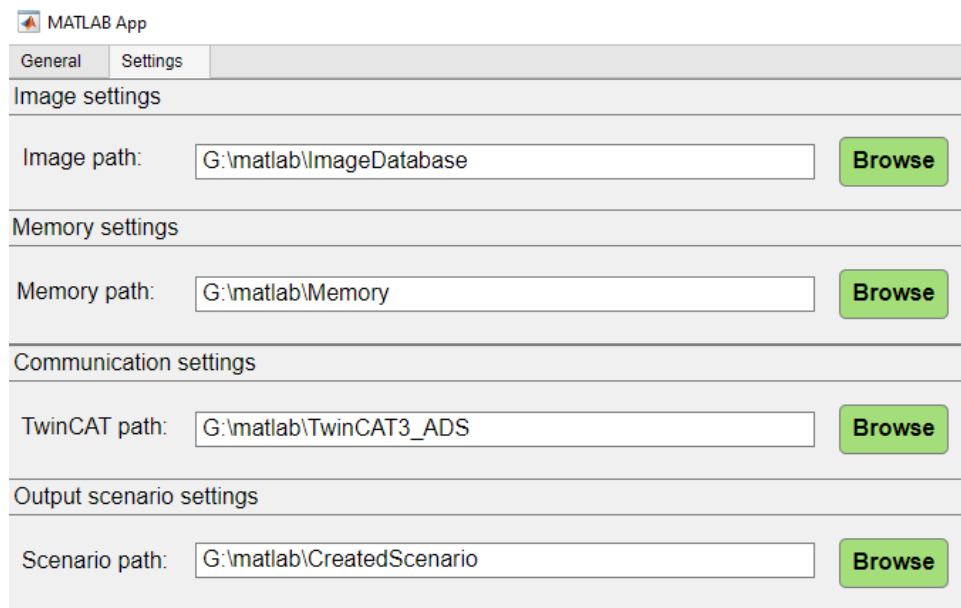 MATLAB App
General Settings
Image settings
Image path: G:\matlab\ImageDatabase Browse
Memory settings
Memory path: G:\matlab\Memory Browse
Communication settings
TwinCAT path: G:\matlab\TwinCAT3_ADS Browse
Output scenario settings
Scenario path: G:\matlab\CreatedScenario Browse